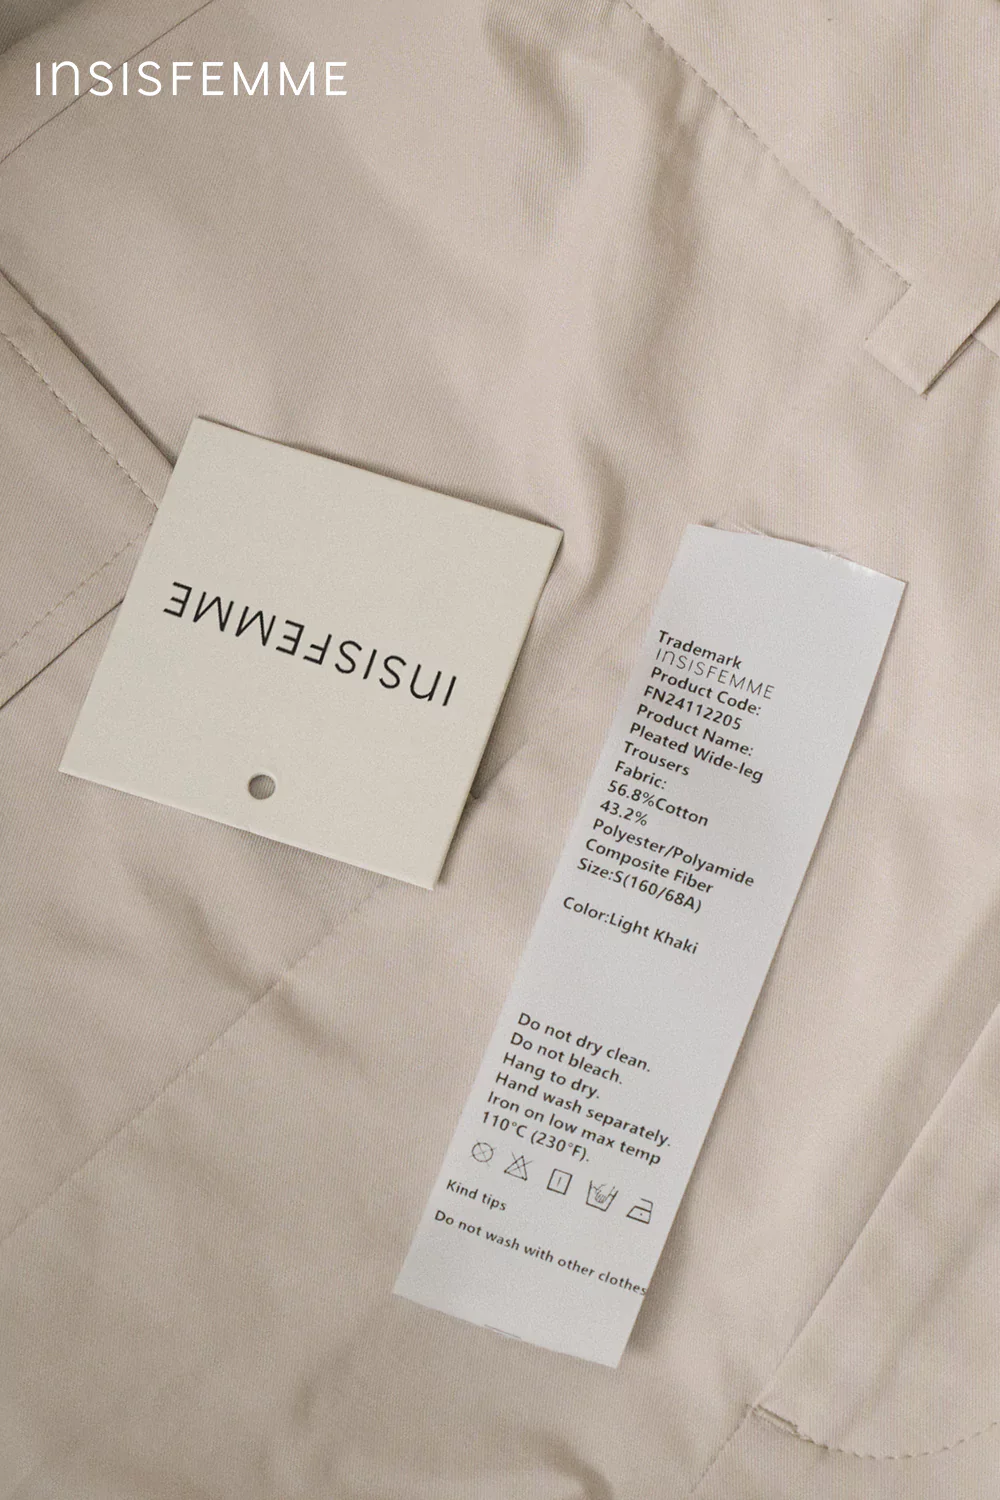 INSISFEMME
INSISFEMME
Trademark
INSISFEMME
Product Code:
FN24112205
Product Name:
Pleated Wide-leg
Trousers
Fabric:
56.8%Cotton
43.2%
Polyester/Polyamide
Composite Fiber
Size:S(160/68A)
Color:Light Khaki
Do not dry clean.
Do not bleach.
Hang to dry.
Hand wash separately.
Iron on low max temp
110°C (230°F).
Kind tips
Do not wash with other clothes